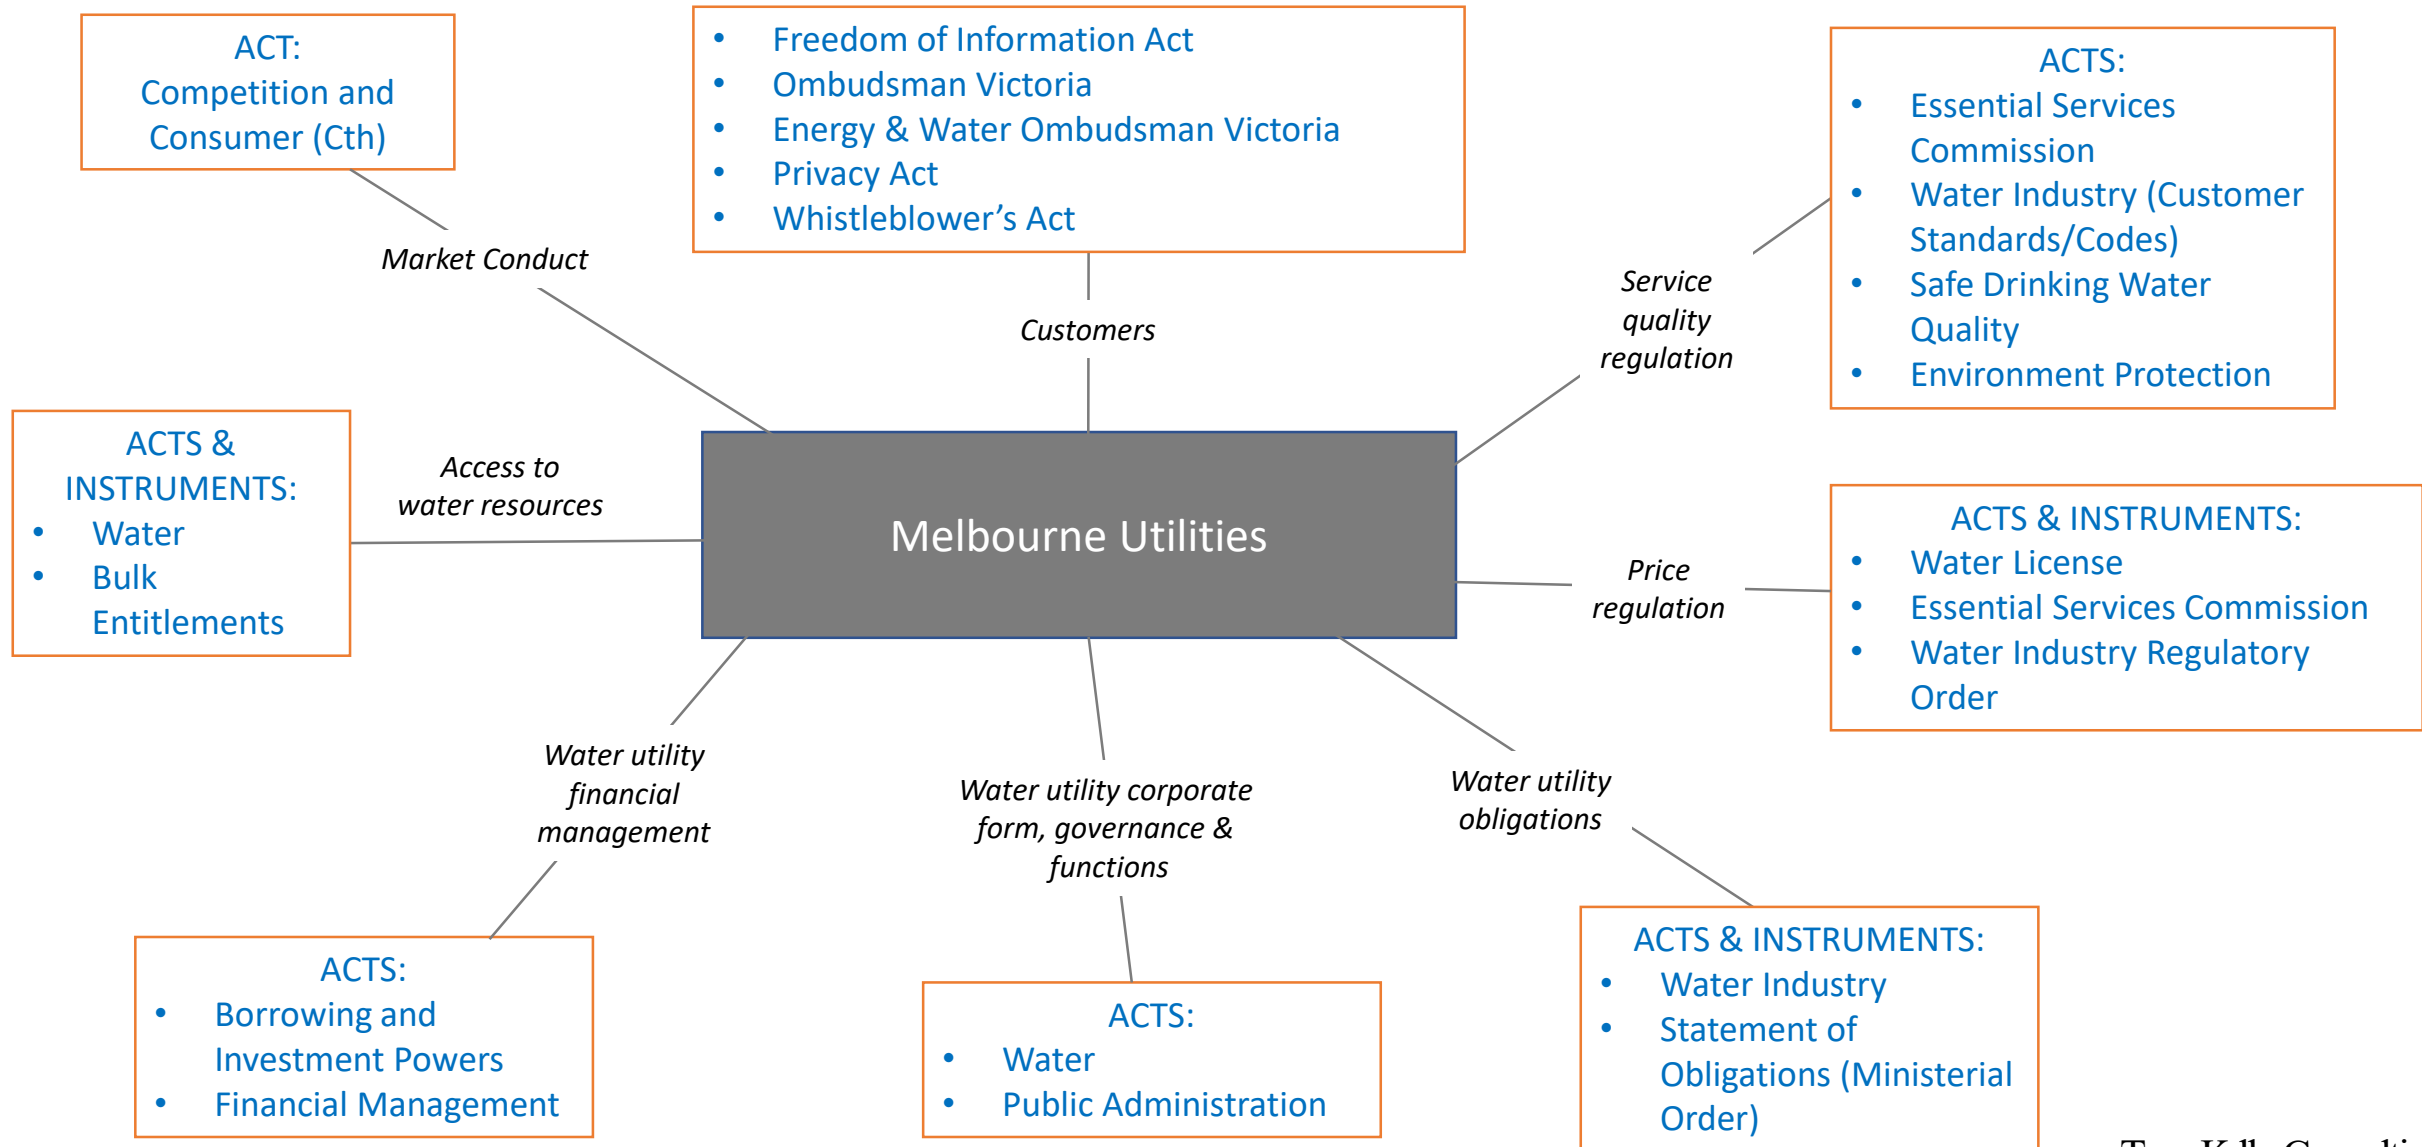 ACT:
Competition and
Consumer (Cth)
• Freedom of Information Act
• Ombudsman Victoria
• Energy & Water Ombudsman Victoria
• Privacy Act
• Whistleblower’s Act
ACTS:
• Essential Services
Commission
• Water Industry (Customer
Standards/Codes)
• Safe Drinking Water
Quality
• Environment Protection
Market Conduct
Customers
Service
quality
regulation
ACTS &
INSTRUMENTS:
• Water
• Bulk
Entitlements
Access to
water resources
Melbourne Utilities
Price
regulation
ACTS & INSTRUMENTS:
• Water License
• Essential Services Commission
• Water Industry Regulatory
Order
Water utility
financial
management
Water utility corporate
form, governance &
functions
Water utility
obligations
ACTS:
• Borrowing and
Investment Powers
• Financial Management
ACTS:
• Water
• Public Administration
ACTS & INSTRUMENTS:
• Water Industry
• Statement of
Obligations (Ministerial
Order)